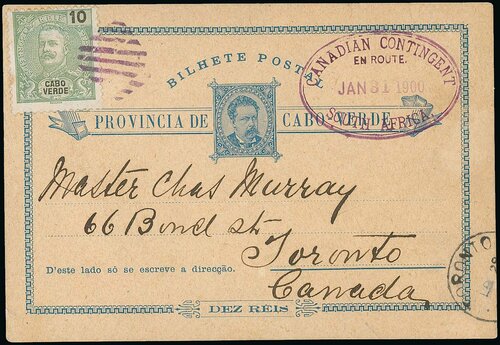 10
CABO
VERDE
BILHETE POSTAL
CANADIAN CONTINGENT
EN ROUTE.
JAN 31 1900
SOUTH AFRICA
PROVINCIA DE CABO VERDE
Master Chas Murray
66 Bond st.
Toronto
Canada
D'este lado só se escreve a direcção.
DEZ REIS
TORONTO